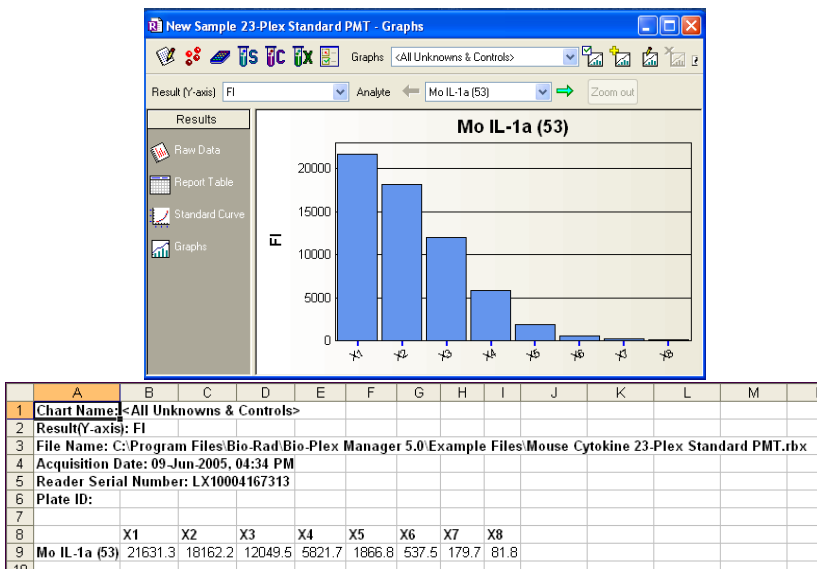 New Sample 23-Plex Standard PMT - Graphs
S C X Graphs <All Unknowns & Controls>
Result (Y-axis) FI Analyte Mo IL-1a (53) Zoom out
Results
Raw Data
Report Table
Standard Curve
Graphs
Mo IL-1a (53)
FI
20000
15000
10000
5000
0
X1 X2 X3 X4 X5 X6 X7 X8
A B C D E F G H I J K L M
1 Chart Name: <All Unknowns & Controls>
2 Result(Y-axis): FI
3 File Name: C:\Program Files\Bio-Rad\Bio-Plex Manager 5.0\Example Files\Mouse Cytokine 23-Plex Standard PMT.rbx
4 Acquisition Date: 09-Jun-2005, 04:34 PM
5 Reader Serial Number: LX10004167313
6 Plate ID:
7
8 X1 X2 X3 X4 X5 X6 X7 X8
9 Mo IL-1a (53) 21631.3 18162.2 12049.5 5821.7 1866.8 537.5 179.7 81.8